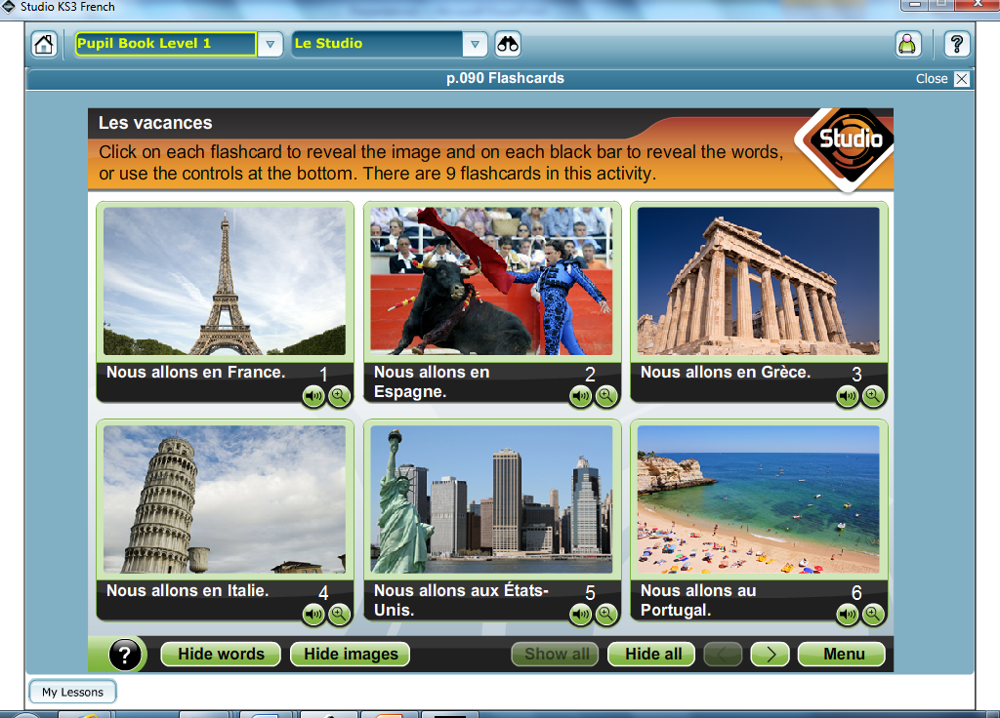 Studio KS3 French
Pupil Book Level 1
Le Studio
?
p.090 Flashcards
Close
Les vacances
Studio
Click on each flashcard to reveal the image and on each black bar to reveal the words,
or use the controls at the bottom. There are 9 flashcards in this activity.
Nous allons en France. 1
Nous allons en 2
Espagne.
Nous allons en Grèce. 3
Nous allons en Italie. 4
Nous allons aux États- 5
Unis.
Nous allons au 6
Portugal.
? Hide words Hide images Show all Hide all < > Menu
My Lessons